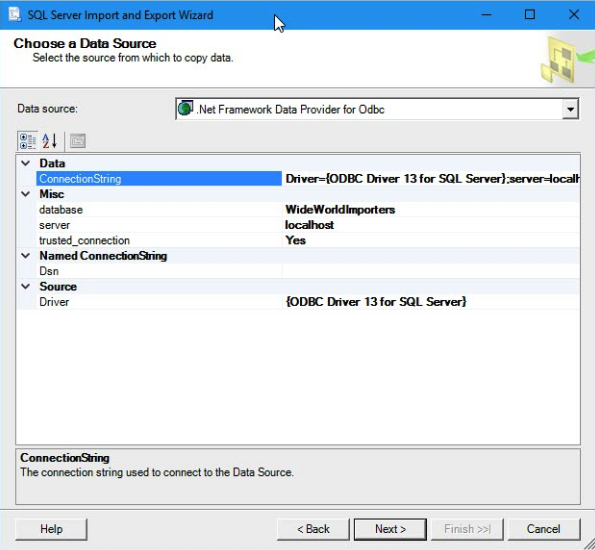 SQL Server Import and Export Wizard
Choose a Data Source
Select the source from which to copy data.
Data source: .Net Framework Data Provider for Odbc
Data
ConnectionString Driver={ODBC Driver 13 for SQL Server};server=localh
Misc
database WideWorldImporters
server localhost
trusted_connection Yes
Named ConnectionString
Dsn
Source
Driver {ODBC Driver 13 for SQL Server}
ConnectionString
The connection string used to connect to the Data Source.
Help < Back Next > Finish >>| Cancel